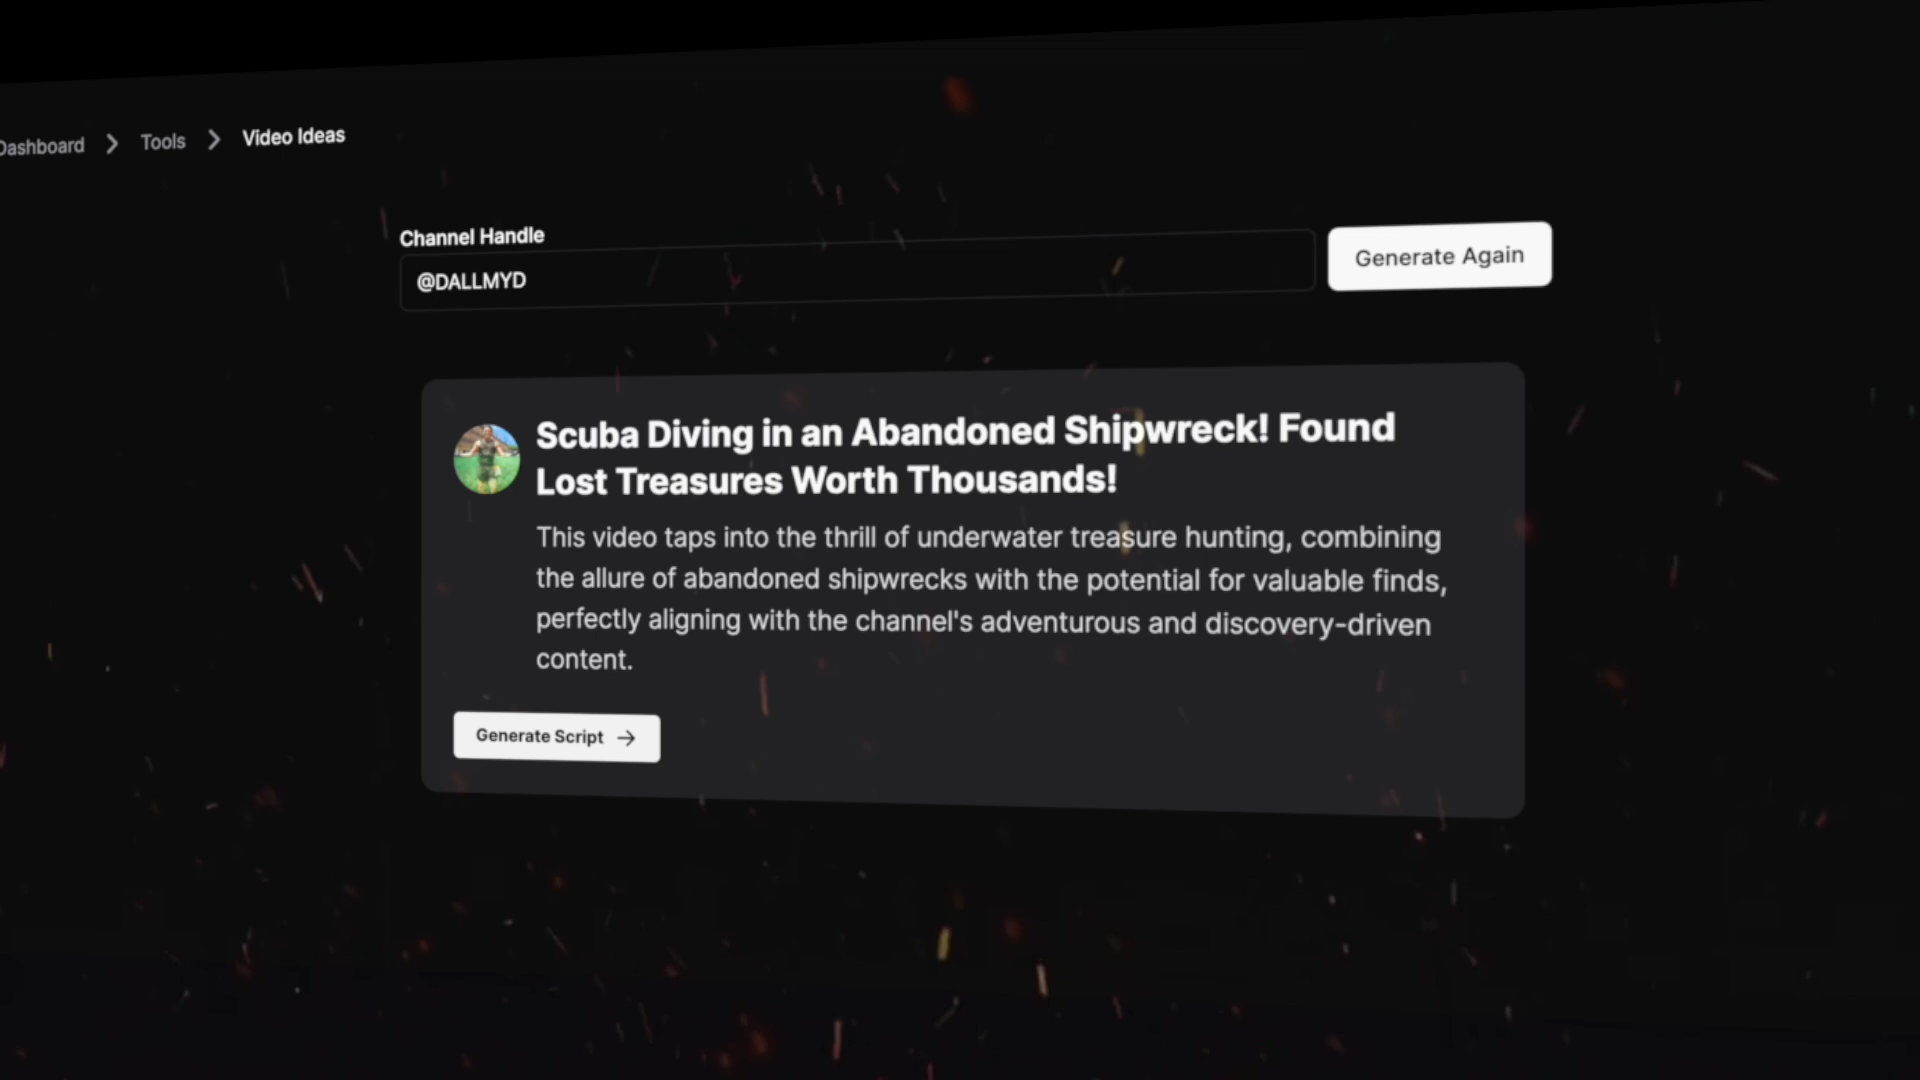 Dashboard > Tools > Video Ideas
Channel Handle
@DALLMYD
Generate Again
Scuba Diving in an Abandoned Shipwreck! Found
Lost Treasures Worth Thousands!
This video taps into the thrill of underwater treasure hunting, combining
the allure of abandoned shipwrecks with the potential for valuable finds,
perfectly aligning with the channel's adventurous and discovery-driven
content.
Generate Script →